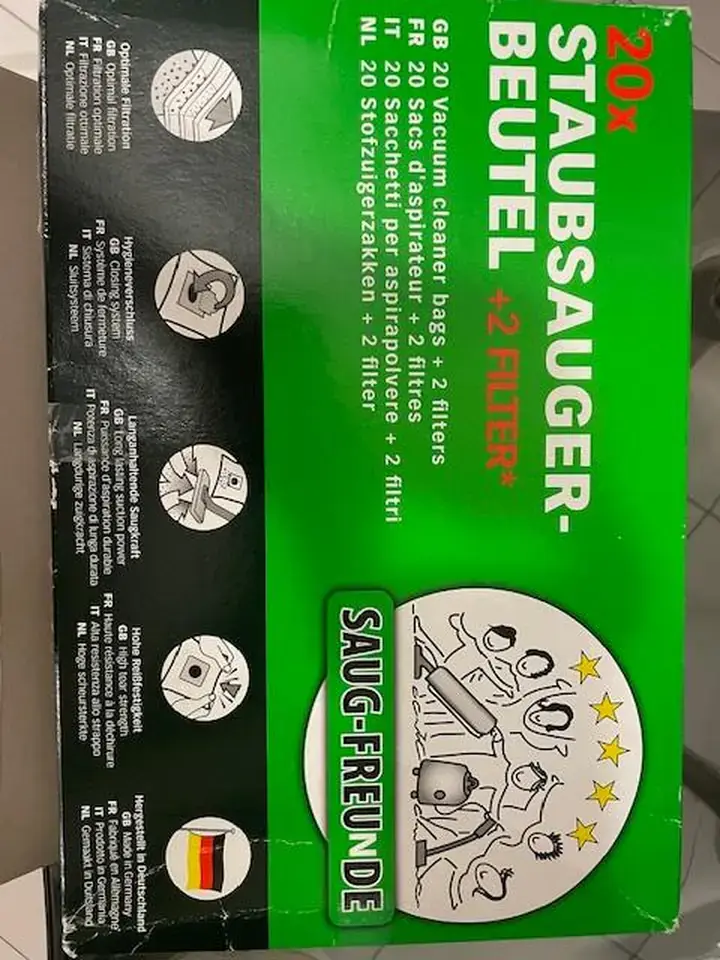 20x
STAUBSAUGER-
BEUTEL +2 FILTER*
GB 20 Vacuum cleaner bags + 2 filters
FR 20 Sacs d'aspirateur + 2 filtres
IT 20 Sacchetti per aspirapolvere + 2 filtri
NL 20 Stofzuigerzakken + 2 filter
SAUG-FREUNDE
Optimale Filtration
GB Optimal filtration
FR Filtration optimale
IT Filtrazione ottimale
NL Optimale filtratie
Hygieneverschluss
GB Closing system
FR Système de fermeture
IT Sistema di chiusura
NL Sluitsysteem
Langanhaltende Saugkraft
GB Long lasting suction power
FR Puissance d'aspiration durable
IT Potenza di aspirazione di lunga durata
NL Langdurige zuigkracht
Hohe Reißfestigkeit
GB High tear strength
FR Haute résistance à la déchirure
IT Alta resistenza allo strappo
NL Hoge scheursterkte
Hergestellt in Deutschland
GB Made in Germany
FR Fabriqué en Allemagne
IT Prodotto in Germania
NL Gemaakt in Duitsland